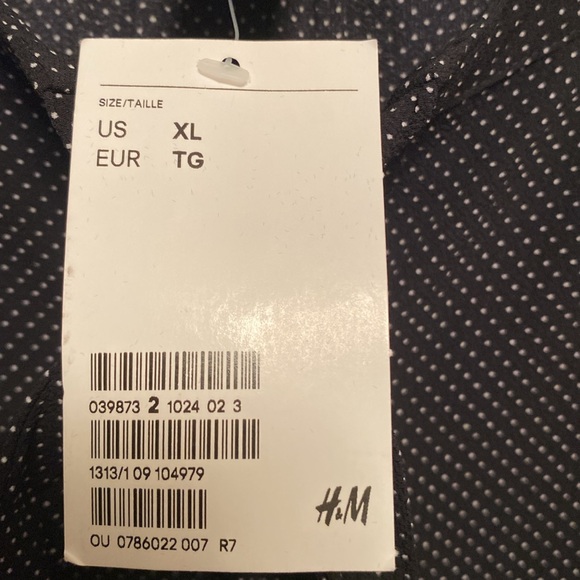 SIZE/TAILLE
US XL
EUR TG
039873 2 1024 02 3
1313/1 09 104979
H&M
OU 0786022 007 R7